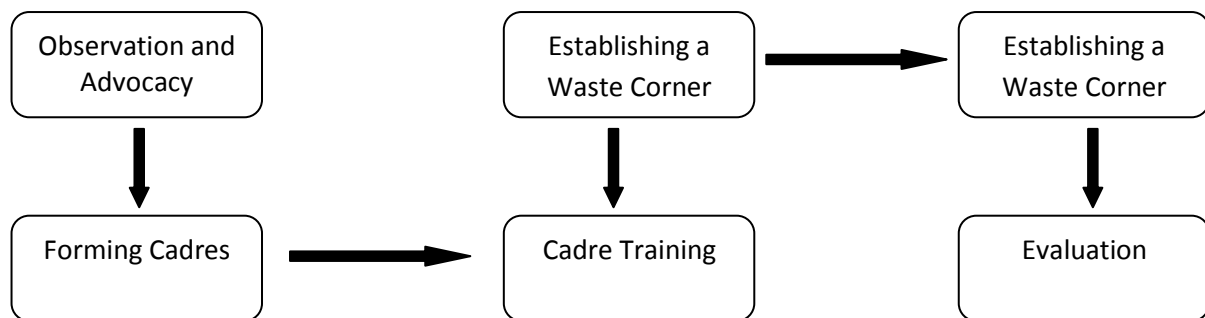 Observation and
Advocacy
Establishing a
Waste Corner
Establishing a
Waste Corner
Forming Cadres
Cadre Training
Evaluation